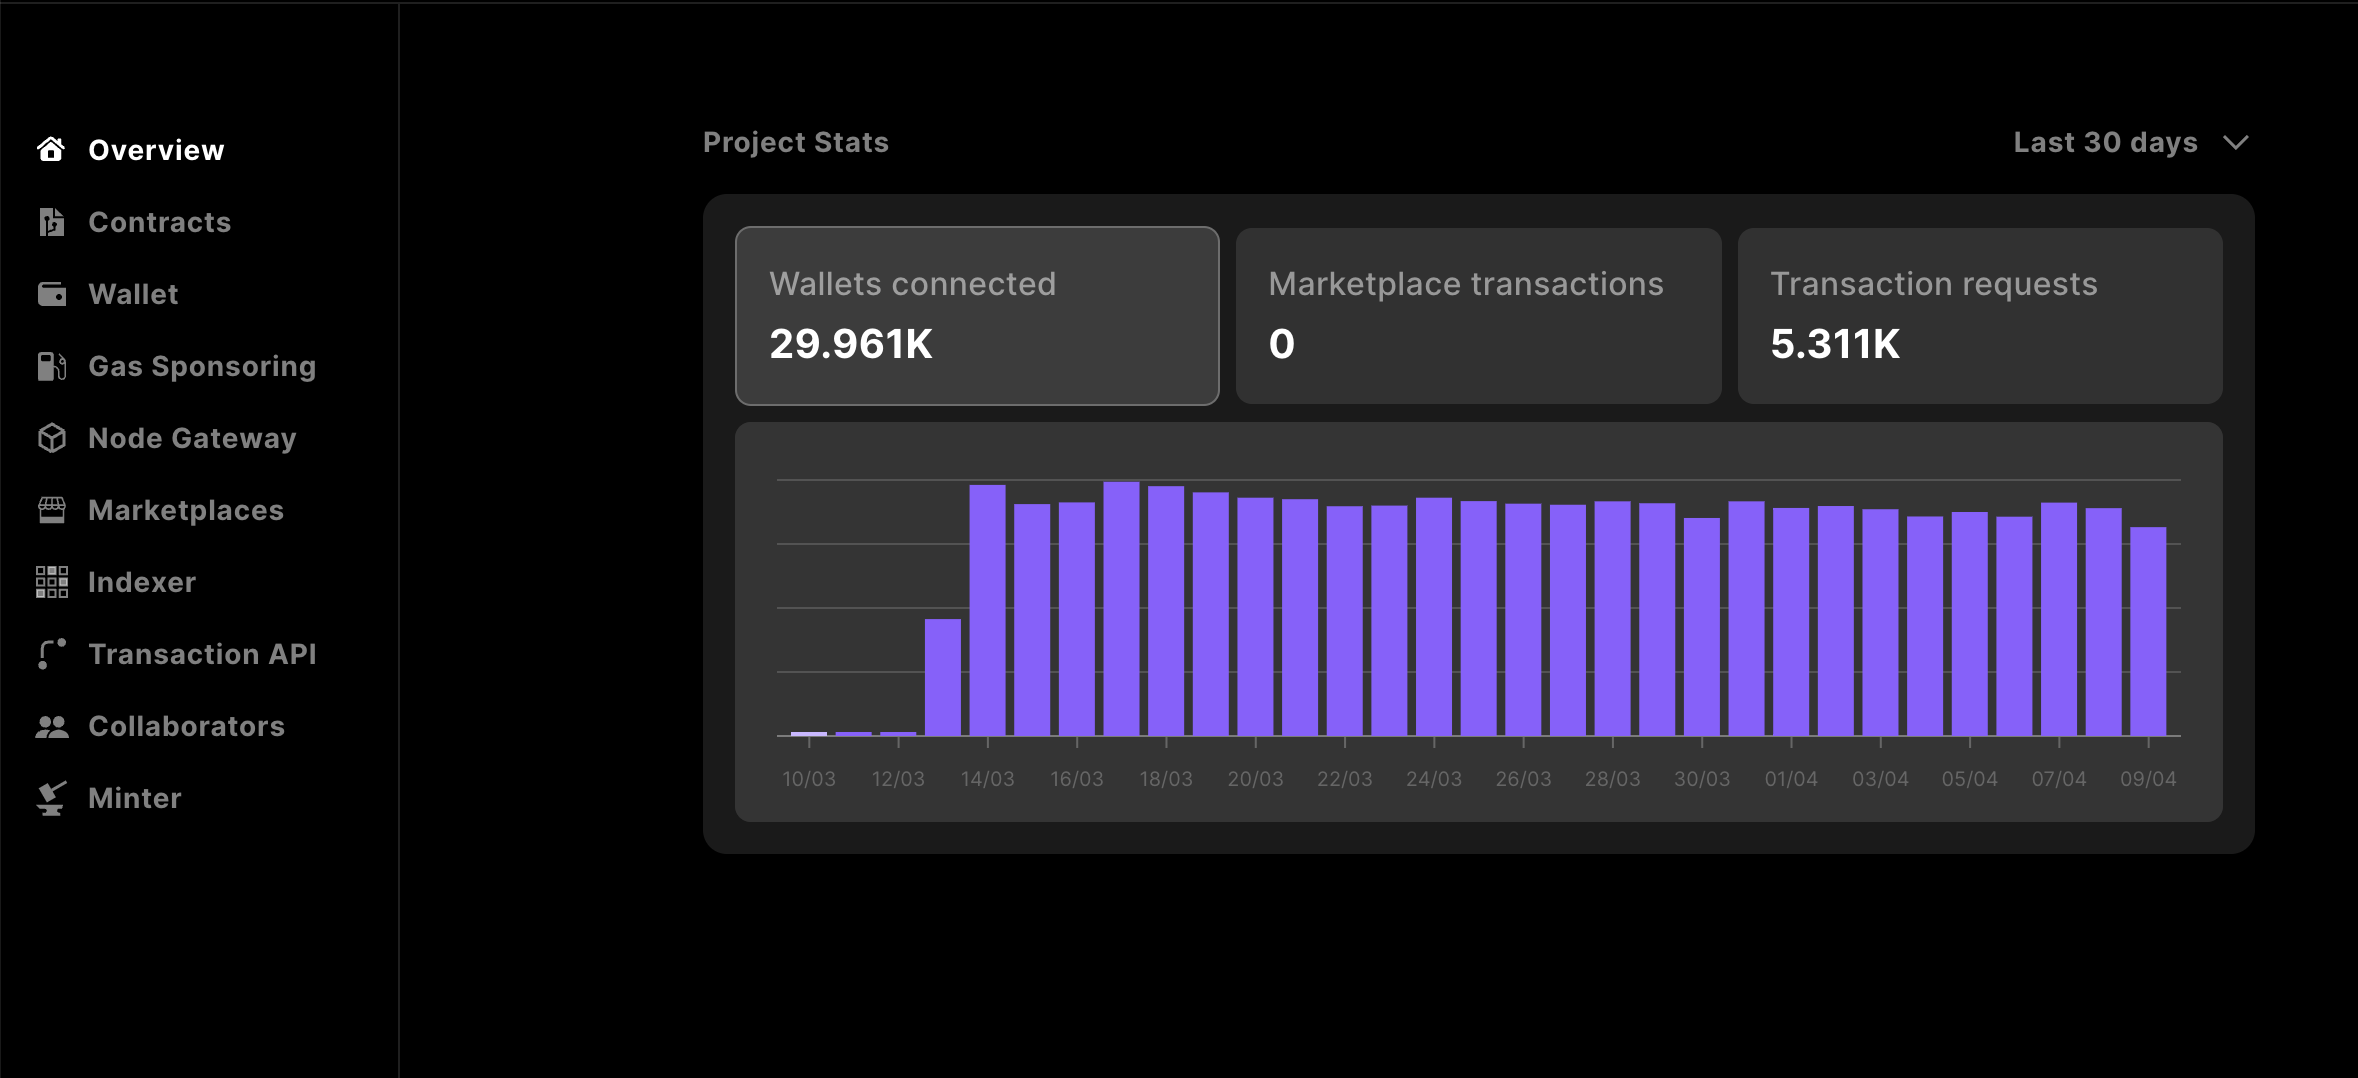 Overview
Contracts
Wallet
Gas Sponsoring
Node Gateway
Marketplaces
Indexer
Transaction API
Collaborators
Minter
Project Stats
Last 30 days
Wallets connected
29.961K
Marketplace transactions
0
Transaction requests
5.311K
10/03 12/03 14/03 16/03 18/03 20/03 22/03 24/03 26/03 28/03 30/03 01/04 03/04 05/04 07/04 09/04